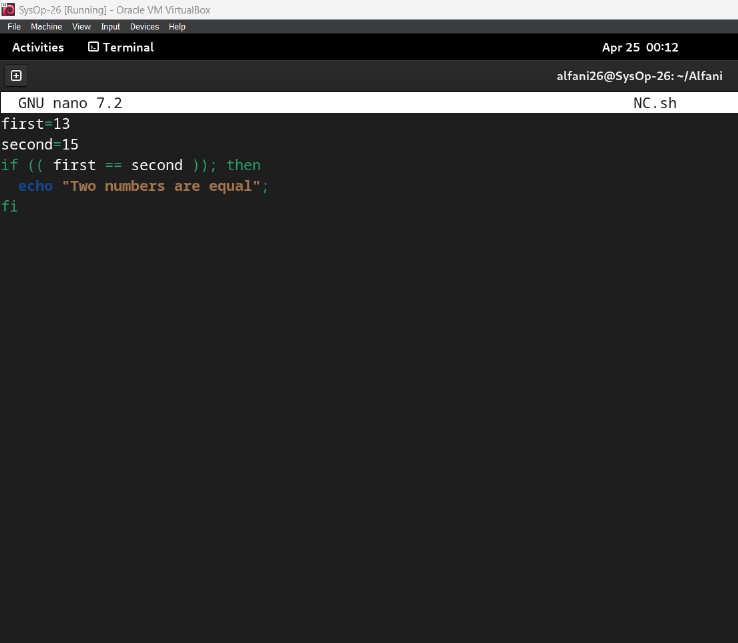 SysOp-26 [Running] - Oracle VM VirtualBox
File Machine View Input Devices Help
Activities Terminal Apr 25 00:12
alfani26@SysOp-26: ~/Alfani
GNU nano 7.2 NC.sh
first=13
second=15
if (( first == second )); then
  echo "Two numbers are equal";
fi